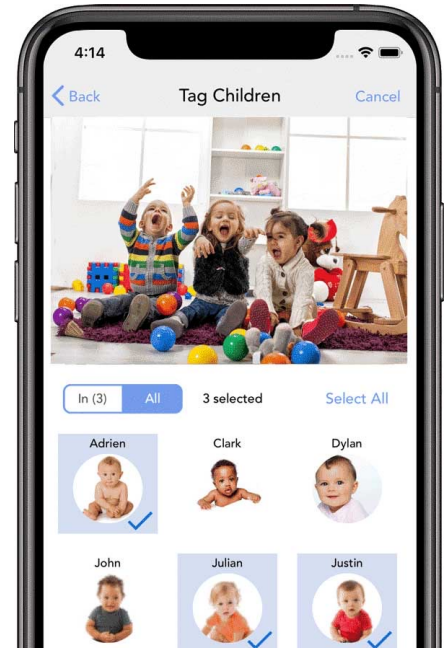 4:14
Back Tag Children Cancel
In (3) All 3 selected Select All
Adrien Clark Dylan
John Julian Justin